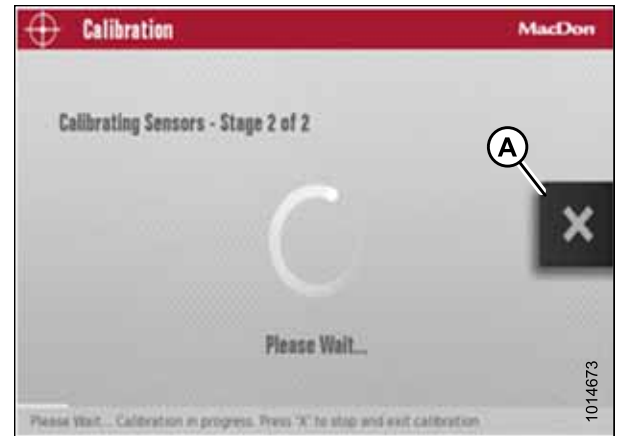 Calibration
MacDon
Calibrating Sensors - Stage 2 of 2
A
X
Please Wait...
Please Wait... Calibration in progress. Press "X" to stop and exit calibration
1014673